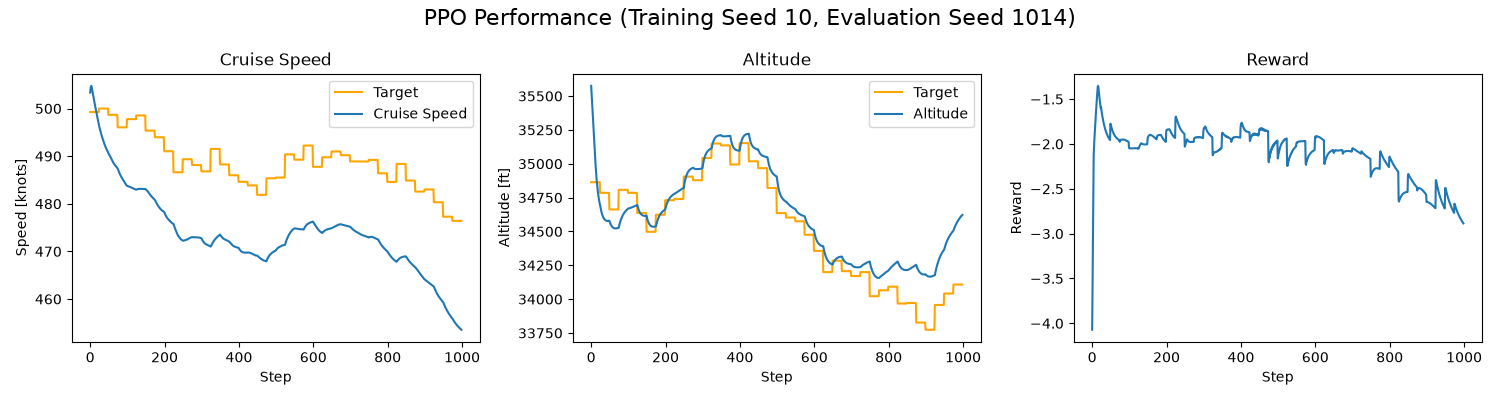 PPO Performance (Training Seed 10, Evaluation Seed 1014)
Cruise Speed
Speed [knots]
500
490
480
470
460
0
200
400
600
800
1000
Step
Target
Cruise Speed
Altitude
Altitude [ft]
35500
35250
35000
34750
34500
34250
34000
33750
0
200
400
600
800
1000
Step
Target
Altitude
Reward
Reward
−1.5
−2.0
−2.5
−3.0
−3.5
−4.0
0
200
400
600
800
1000
Step